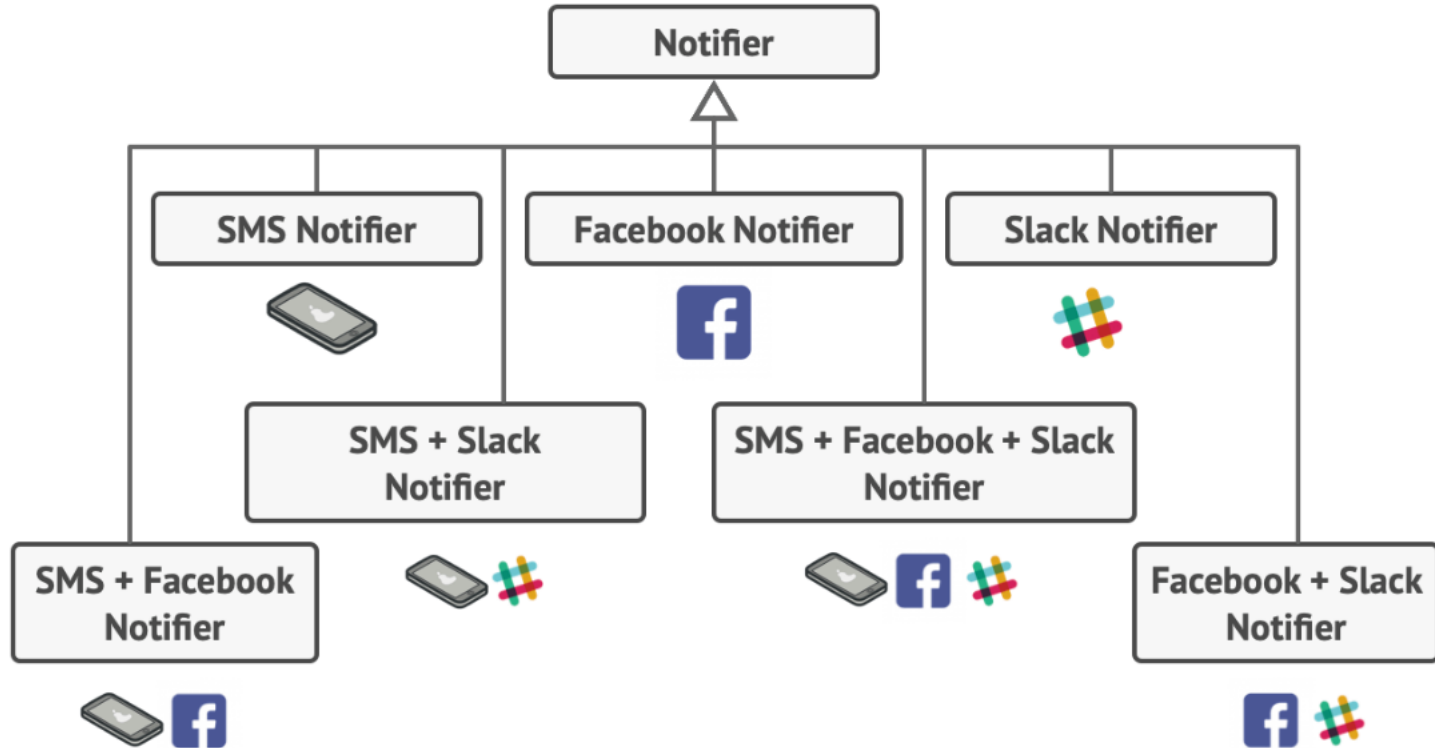 Notifier
SMS Notifier
Facebook Notifier
Slack Notifier
SMS + Slack
Notifier
SMS + Facebook + Slack
Notifier
SMS + Facebook
Notifier
Facebook + Slack
Notifier